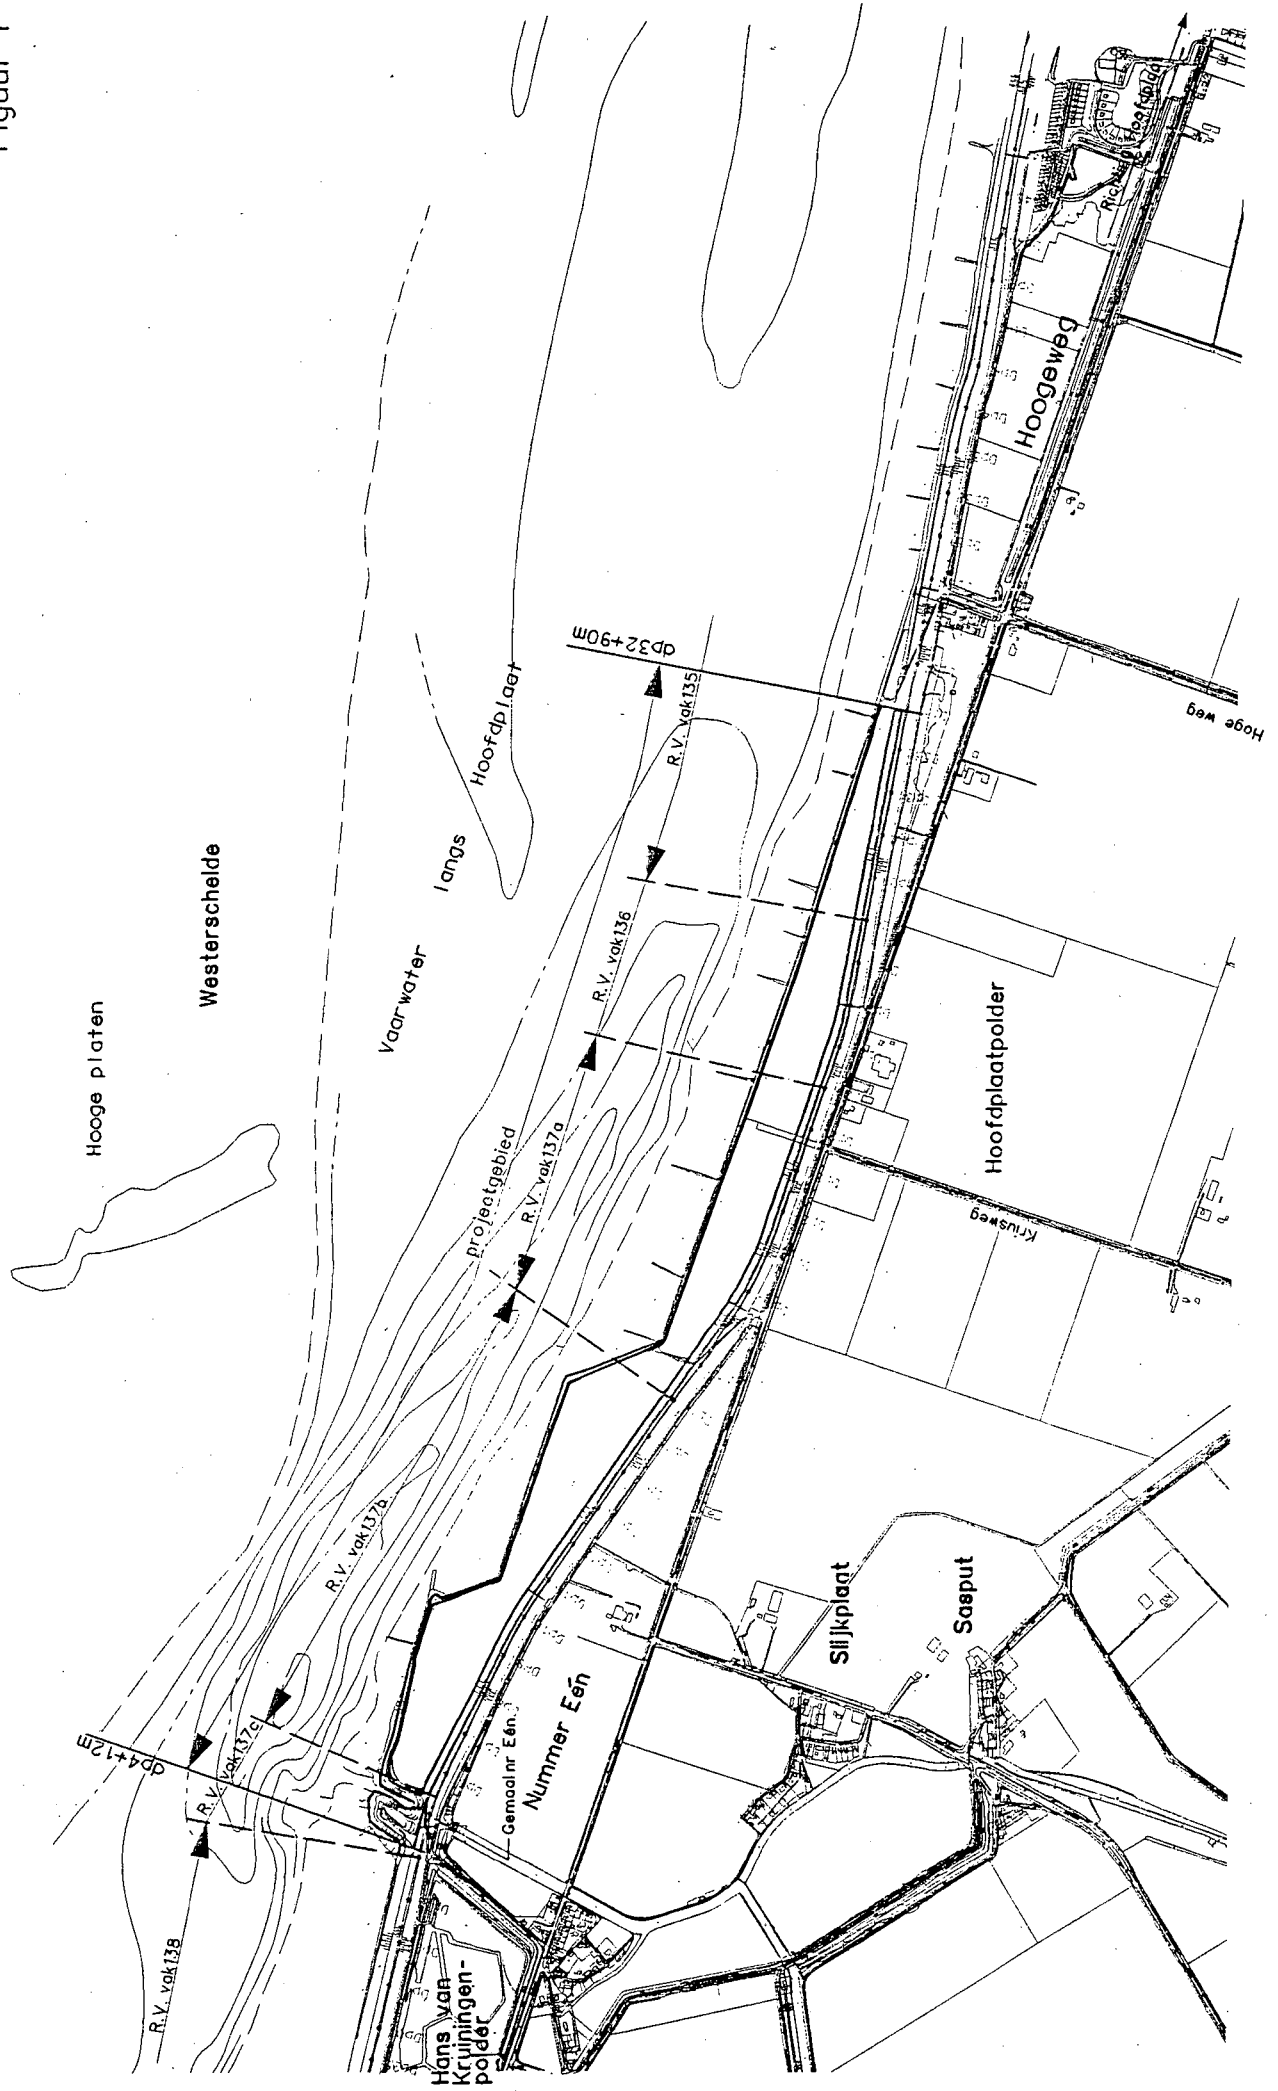 Figuur 1
Hooge platen
Westerschelde
Vaarwater
langs
Hoofdplaat
dp32+90m
R.V. vak135
R.V. vak136
projectgebied
R.V. vak137a
R.V. vak137b
R.V. vak137c
dp4+12m
R.V. vak138
Hoogeweg
Hoge weg
Hoofdplaatpolder
Kriusweg
Slijkplaat
Sasput
Nummer Eén
Gemaal nr Eén
Hans van
Kruiningen-
polder